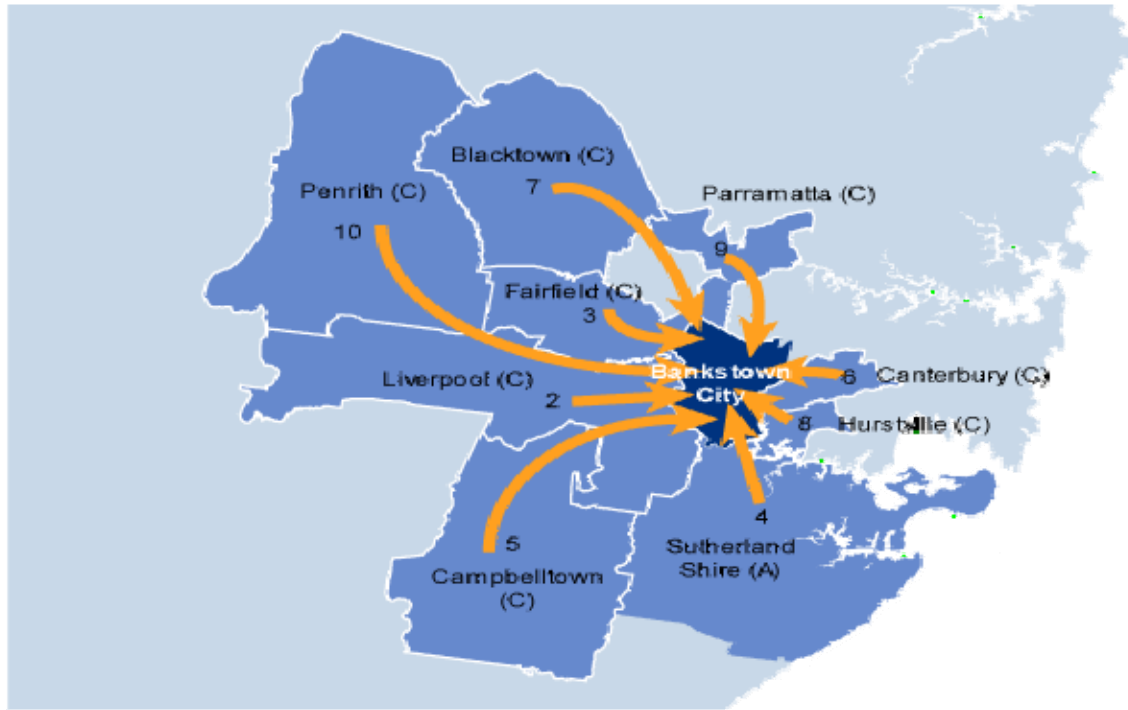 Blacktown (C)
7
Penrith (C)
10
Parramatta (C)
9
Fairfield (C)
3
Bankstown
City
Liverpool (C)
2
6
Canterbury (C)
8
Hurstville (C)
4
Sutherland
Shire (A)
5
Campbelltown
(C)